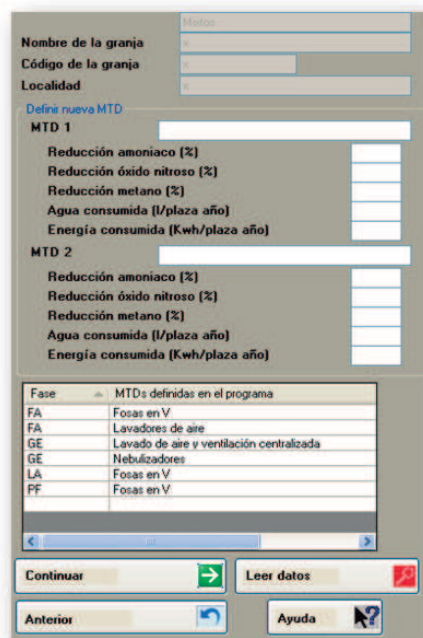 Motos
Nombre de la granja x
Código de la granja x
Localidad x
Definir nueva MTD
MTD 1
Reducción amoniaco (%)
Reducción óxido nitroso (%)
Reducción metano (%)
Agua consumida (l/plaza año)
Energía consumida (Kwh/plaza año)
MTD 2
Reducción amoniaco (%)
Reducción óxido nitroso (%)
Reducción metano (%)
Agua consumida (l/plaza año)
Energía consumida (Kwh/plaza año)
Fase MTDs definidas en el programa
FA Fosas en V
FA Lavadores de aire
GE Lavado de aire y ventilación centralizada
GE Nebulizadores
LA Fosas en V
PF Fosas en V
Continuar Leer datos
Anterior Ayuda